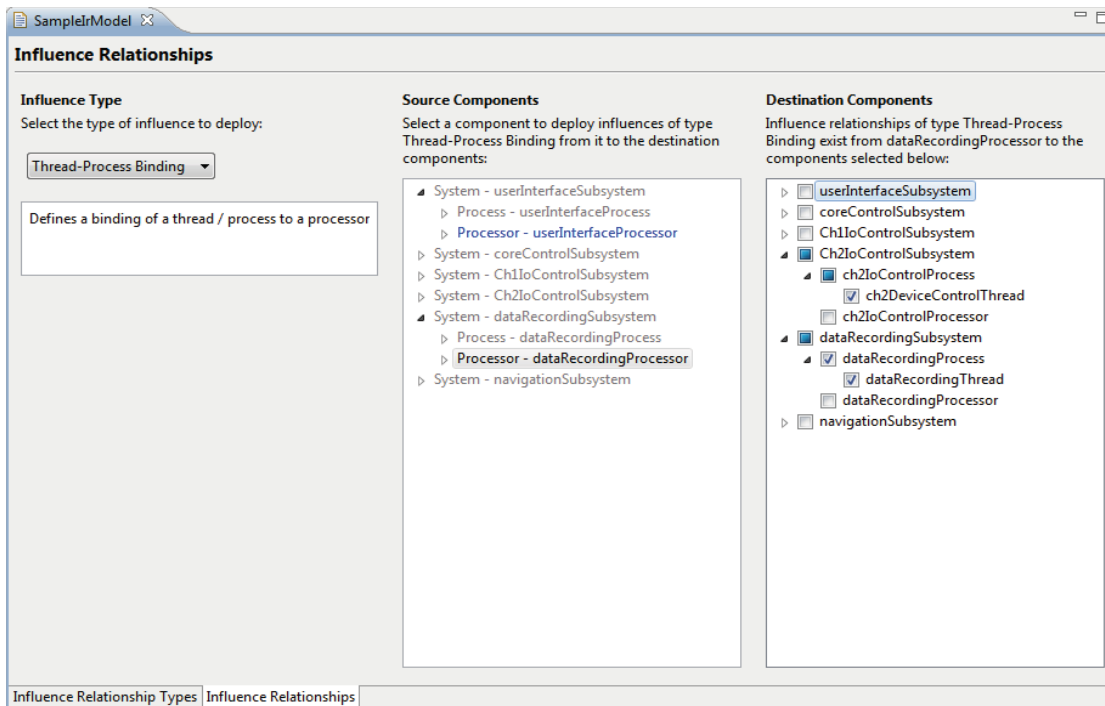 SampleIrModel
Influence Relationships
Influence Type
Select the type of influence to deploy:
Thread-Process Binding
Defines a binding of a thread / process to a processor
Source Components
Select a component to deploy influences of type
Thread-Process Binding from it to the destination
components:
System - userInterfaceSubsystem
Process - userInterfaceProcess
Processor - userInterfaceProcessor
System - coreControlSubsystem
System - Ch1IoControlSubsystem
System - Ch2IoControlSubsystem
System - dataRecordingSubsystem
Process - dataRecordingProcess
Processor - dataRecordingProcessor
System - navigationSubsystem
Destination Components
Influence relationships of type Thread-Process
Binding exist from dataRecordingProcessor to the
components selected below:
userInterfaceSubsystem
coreControlSubsystem
Ch1IoControlSubsystem
Ch2IoControlSubsystem
ch2IoControlProcess
ch2DeviceControlThread
ch2IoControlProcessor
dataRecordingSubsystem
dataRecordingProcess
dataRecordingThread
dataRecordingProcessor
navigationSubsystem
Influence Relationship Types
Influence Relationships